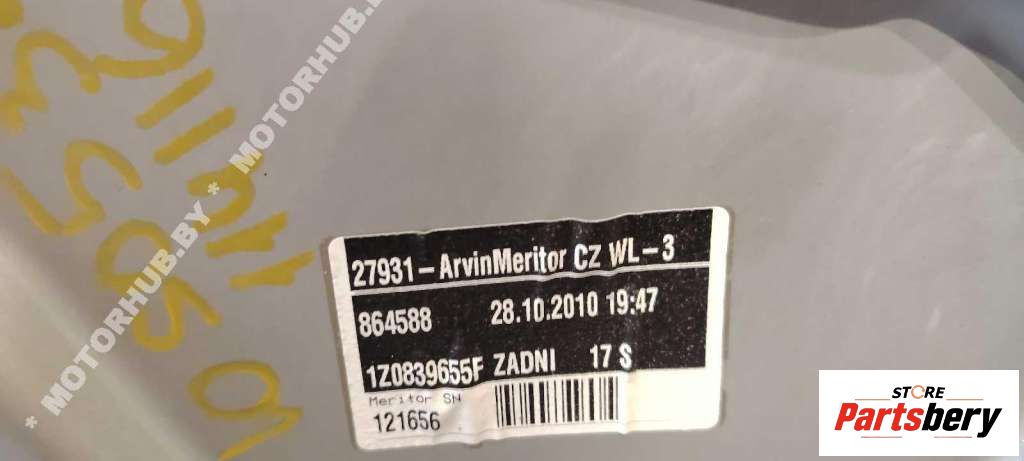 * MOTORHUB.BY * MOTORHUB.BY
27931-ArvinMeritor CZ WL-3
864588 28.10.2010 19:47
1Z0839655F ZADNI 17 S
Meritor SN
121656
STORE
Partsbery